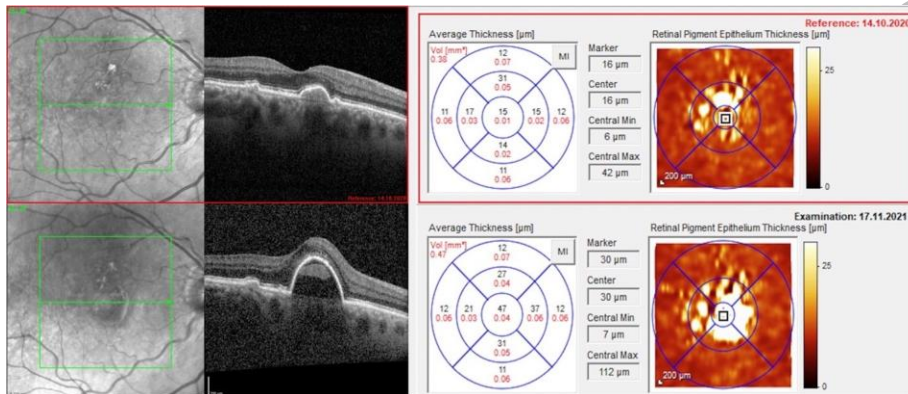 Reference: 14.10.2020
Average Thickness [µm]
Vol [mm³]
0.38
MI
12
0.07
31
0.05
11
0.06
17
0.03
15
0.01
15
0.02
12
0.06
14
0.02
11
0.06
Marker
16 µm
Center
16 µm
Central Min
6 µm
Central Max
42 µm
Retinal Pigment Epithelium Thickness [µm]
25
0
200 µm
Examination: 17.11.2021
Average Thickness [µm]
Vol [mm³]
0.47
MI
12
0.07
27
0.04
12
0.06
21
0.03
47
0.04
37
0.06
12
0.06
31
0.05
11
0.06
Marker
30 µm
Center
30 µm
Central Min
7 µm
Central Max
112 µm
Retinal Pigment Epithelium Thickness [µm]
25
0
200 µm